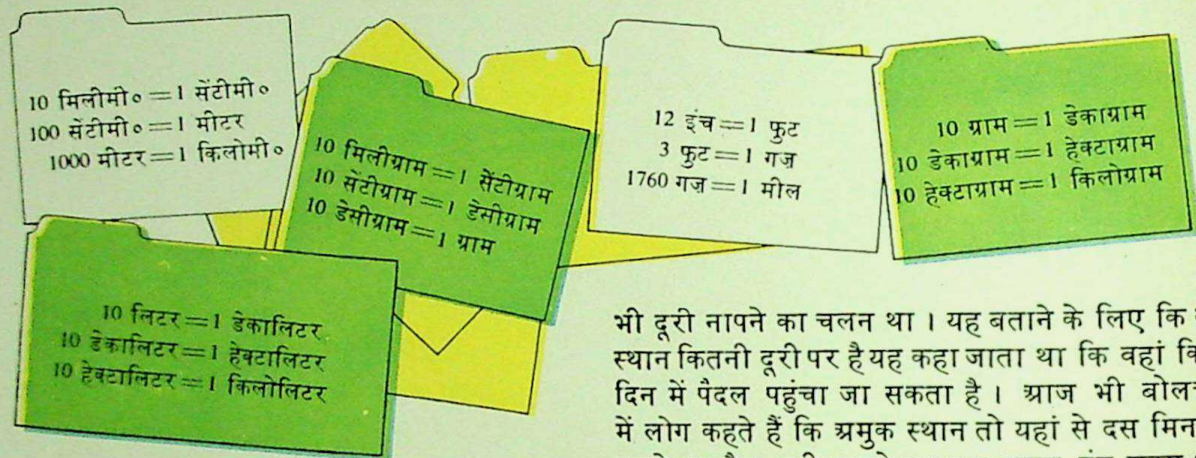 10 मिलीमी० = 1 सेंटीमी०
100 सेंटीमी० = 1 मीटर
1000 मीटर = 1 किलोमी०
10 मिलीग्राम = 1 सेंटीग्राम
10 सेंटीग्राम = 1 डेसीग्राम
10 डेसीग्राम = 1 ग्राम
12 इंच = 1 फुट
3 फुट = 1 गज़
1760 गज़ = 1 मील
10 ग्राम = 1 डेकाग्राम
10 डेकाग्राम = 1 हेक्टाग्राम
10 हेक्टाग्राम = 1 किलोग्राम
10 लिटर = 1 डेकालिटर
10 डेकालिटर = 1 हेक्टालिटर
10 हेक्टालिटर = 1 किलोलिटर
भी दूरी नापने का चलन था । यह बताने के लिए कि
स्थान कितनी दूरी पर है यह कहा जाता था कि वहां
दिन में पैदल पहुंचा जा सकता है । आज भी
में लोग कहते हैं कि अमुक स्थान तो यहां से दस